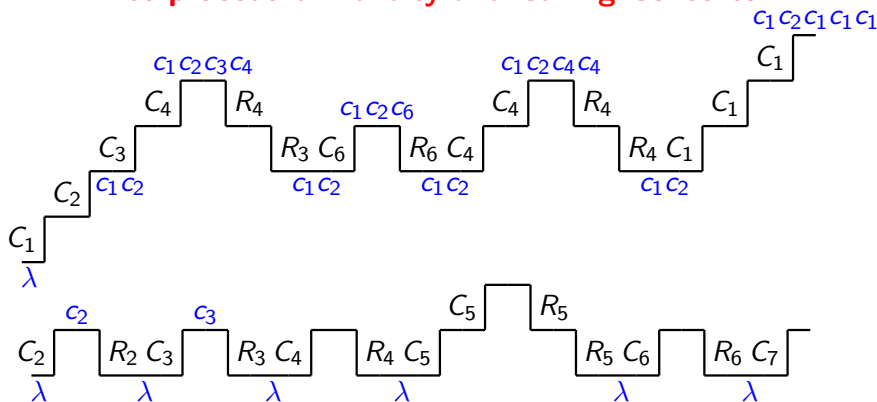 c1c2c1c1c1
c1c2c3c4 c1c2c4c4 C1
C4 R4 c1c2c6 C4 R4 C1
C3 R3 C6 R6 C4 R4 C1
c1c2 c1c2 c1c2 c1c2
C2
C1
λ
C5 R5
c2 c3
C2 R2 C3 R3 C4 R4 C5 R5 C6 R6 C7
λ λ λ λ λ λ